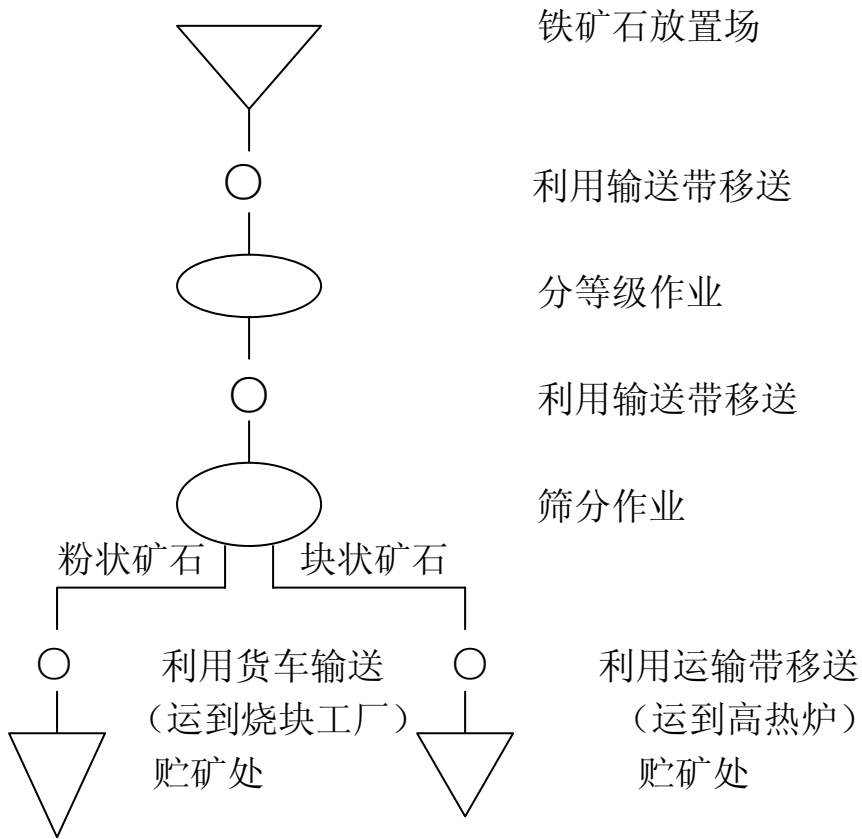 铁矿石放置场
利用输送带移送
分等级作业
利用输送带移送
筛分作业
粉状矿石
块状矿石
利用货车输送
（运到烧块工厂）
贮矿处
利用运输带移送
（运到高热炉）
贮矿处